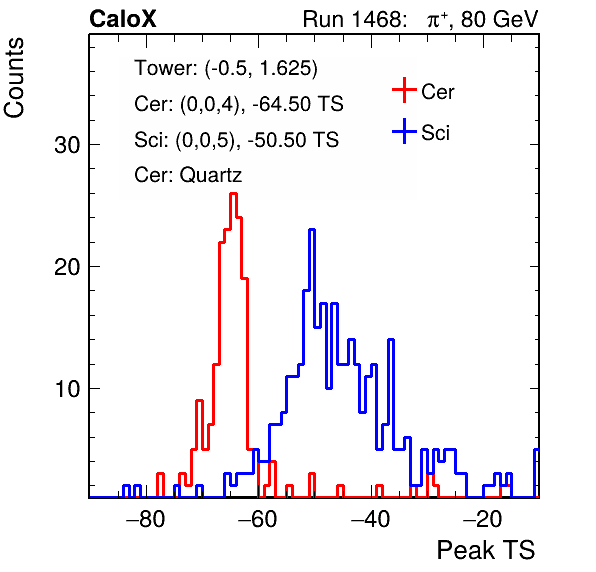 CaloX Run 1468: π⁺, 80 GeV
Counts
Tower: (-0.5, 1.625)
Cer: (0,0,4), -64.50 TS
Sci: (0,0,5), -50.50 TS
Cer: Quartz
Cer
Sci
30
20
10
−80 −60 −40 −20
Peak TS